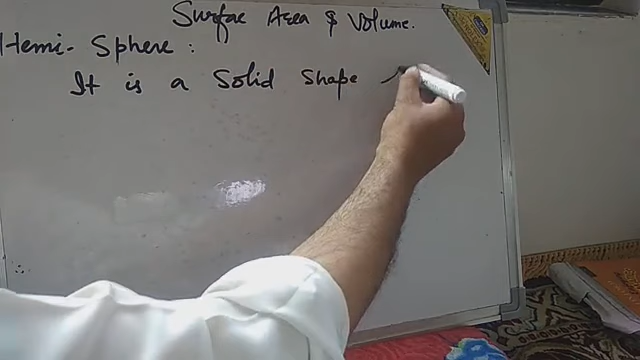 Surface Area & Volume.
Hemi-Sphere :
It is a Solid Shape